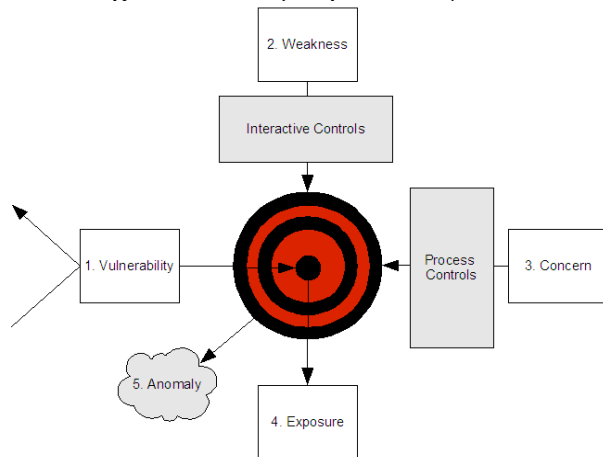 2. Weakness
Interactive Controls
1. Vulnerability
Process
Controls
3. Concern
5. Anomaly
4. Exposure